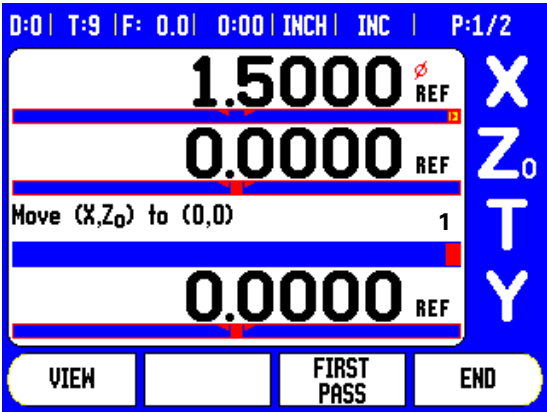 D:0 | T:9 | F: 0.0 | 0:00 | INCH | INC | P:1/2
1.5000 Ø REF X
0.0000 REF Z₀
Move (X,Z₀) to (0,0) 1 T
0.0000 REF Y
VIEW FIRST PASS END